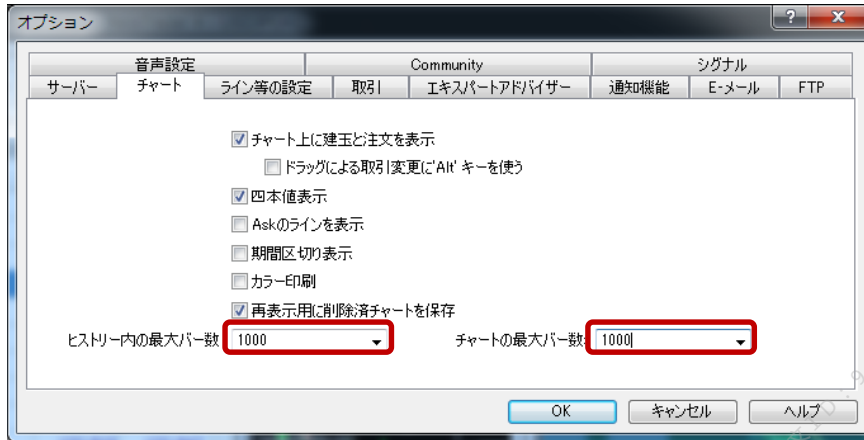 オプション
音声設定 Community シグナル
サーバー チャート ライン等の設定 取引 エキスパートアドバイザー 通知機能 E-メール FTP
チャート上に建玉と注文を表示
ドラッグによる取引変更に'Alt' キーを使う
四本値表示
Askのラインを表示
期間区切り表示
カラー印刷
再表示用に削除済チャートを保存
ヒストリー内の最大バー数 1000 チャートの最大バー数: 1000
OK キャンセル ヘルプ